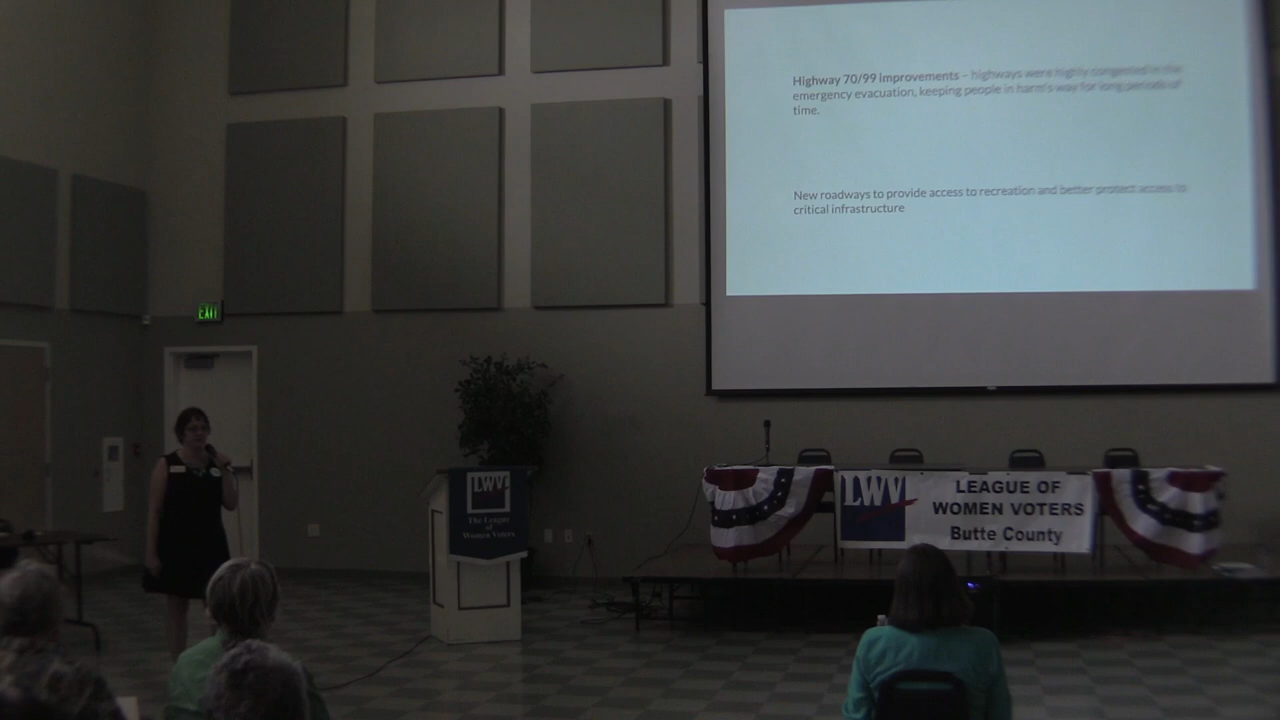 Highway 70/99 improvements – highways were highly congested in the
emergency evacuation, keeping people in harm's way for long periods of
time.
New roadways to provide access to recreation and better protect access to
critical infrastructure
EXIT
LWV
The League
of
Women Voters
LWV
LEAGUE OF
WOMEN VOTERS
Butte County